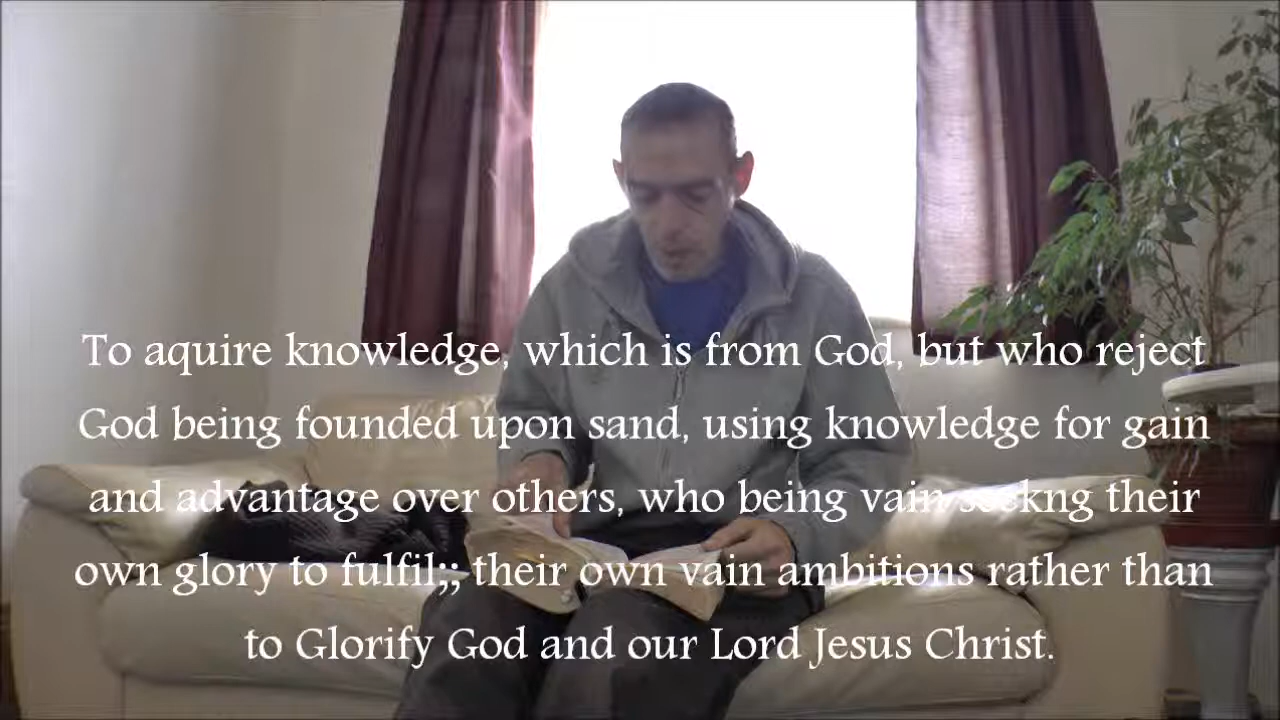 To aquire knowledge, which is from God, but who reject
God being founded upon sand, using knowledge for gain
and advantage over others, who being vain seekng their
own glory to fulfil;; their own vain ambitions rather than
to Glorify God and our Lord Jesus Christ.